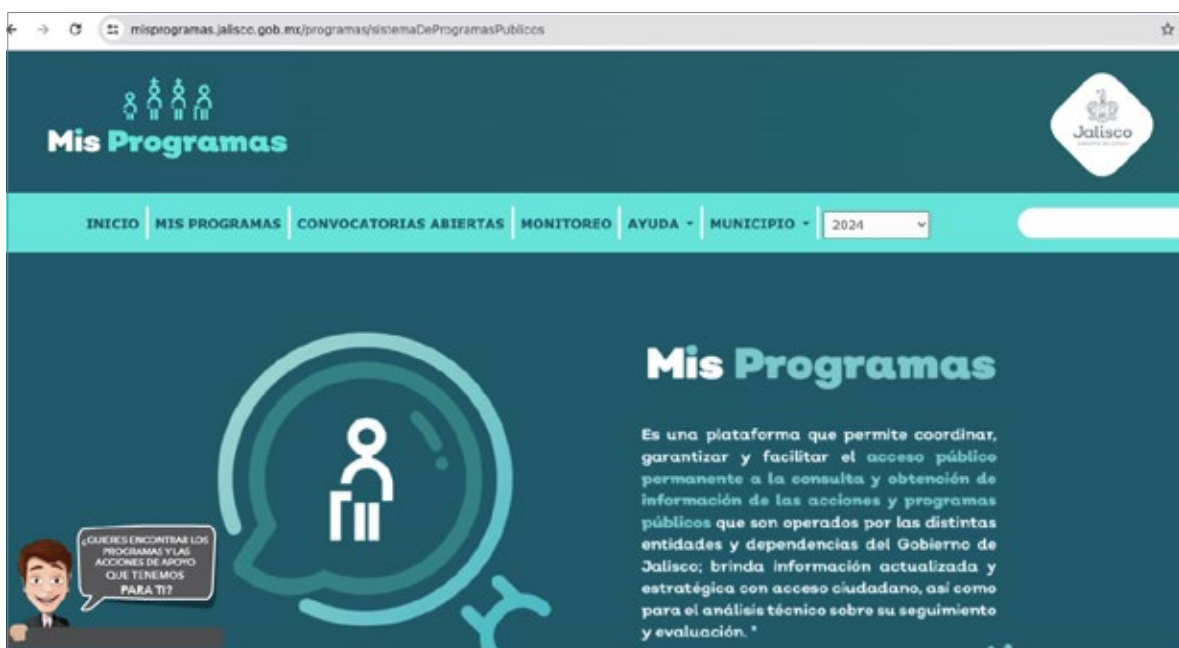 misprogramas.jalisco.gob.mx/programas/sistemaDeProgramasPublicos
Mis Programas
Jalisco
INICIO MIS PROGRAMAS CONVOCATORIAS ABIERTAS MONITOREO AYUDA MUNICIPIO 2024
Mis Programas
Es una plataforma que permite coordinar,
garantizar y facilitar el acceso público
permanente a la consulta y obtención de
información de las acciones y programas
públicos que son operados por las distintas
entidades y dependencias del Gobierno de
Jalisco; brinda información actualizada y
estratégica con acceso ciudadano, así como
para el análisis técnico sobre su seguimiento
y evaluación. "
¿QUIERES ENCONTRAR LOS
PROGRAMAS Y LAS
ACCIONES DE APOYO
QUE TENEMOS
PARA TI?